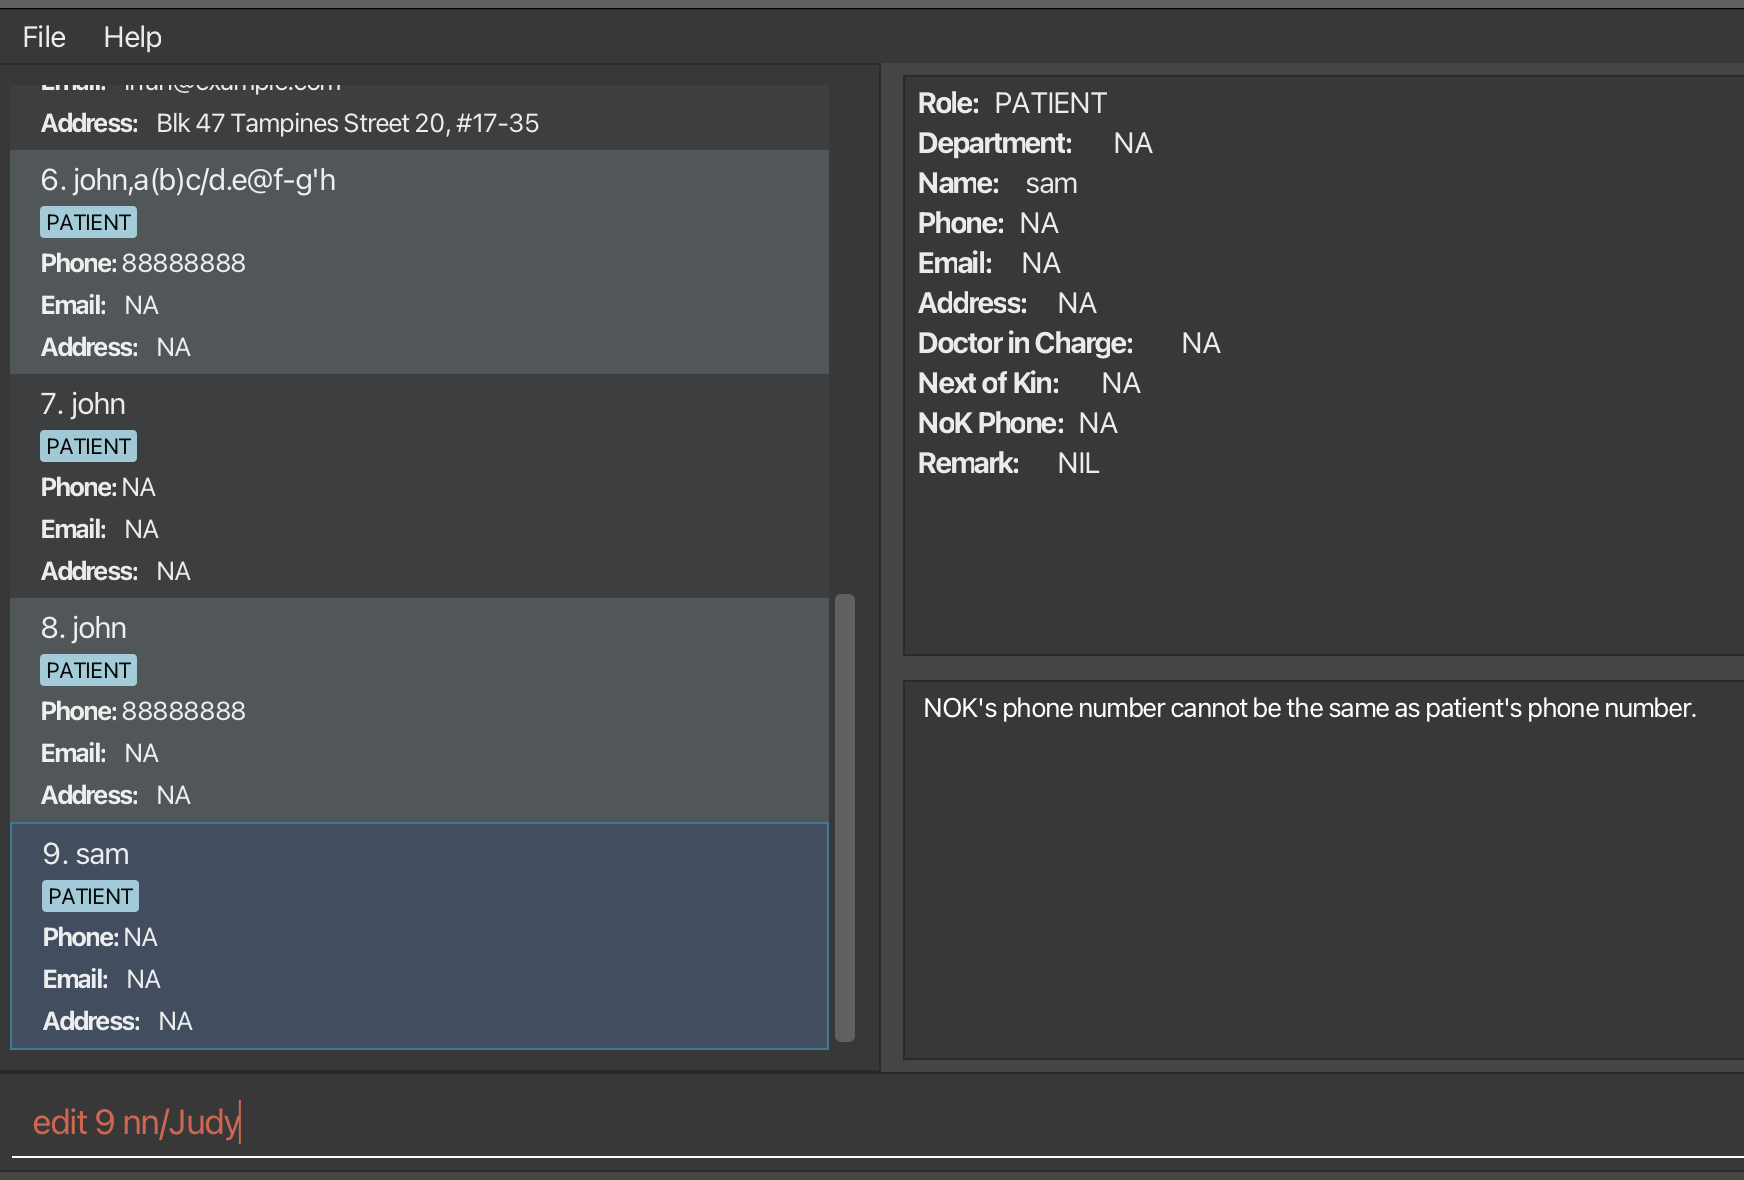 File Help
Address: Blk 47 Tampines Street 20, #17-35
6. john,a(b)c/d.e@f-g'h
PATIENT
Phone: 88888888
Email: NA
Address: NA
7. john
PATIENT
Phone: NA
Email: NA
Address: NA
8. john
PATIENT
Phone: 88888888
Email: NA
Address: NA
9. sam
PATIENT
Phone: NA
Email: NA
Address: NA
Role: PATIENT
Department: NA
Name: sam
Phone: NA
Email: NA
Address: NA
Doctor in Charge: NA
Next of Kin: NA
NoK Phone: NA
Remark: NIL
NOK's phone number cannot be the same as patient's phone number.
edit 9 nn/Judy